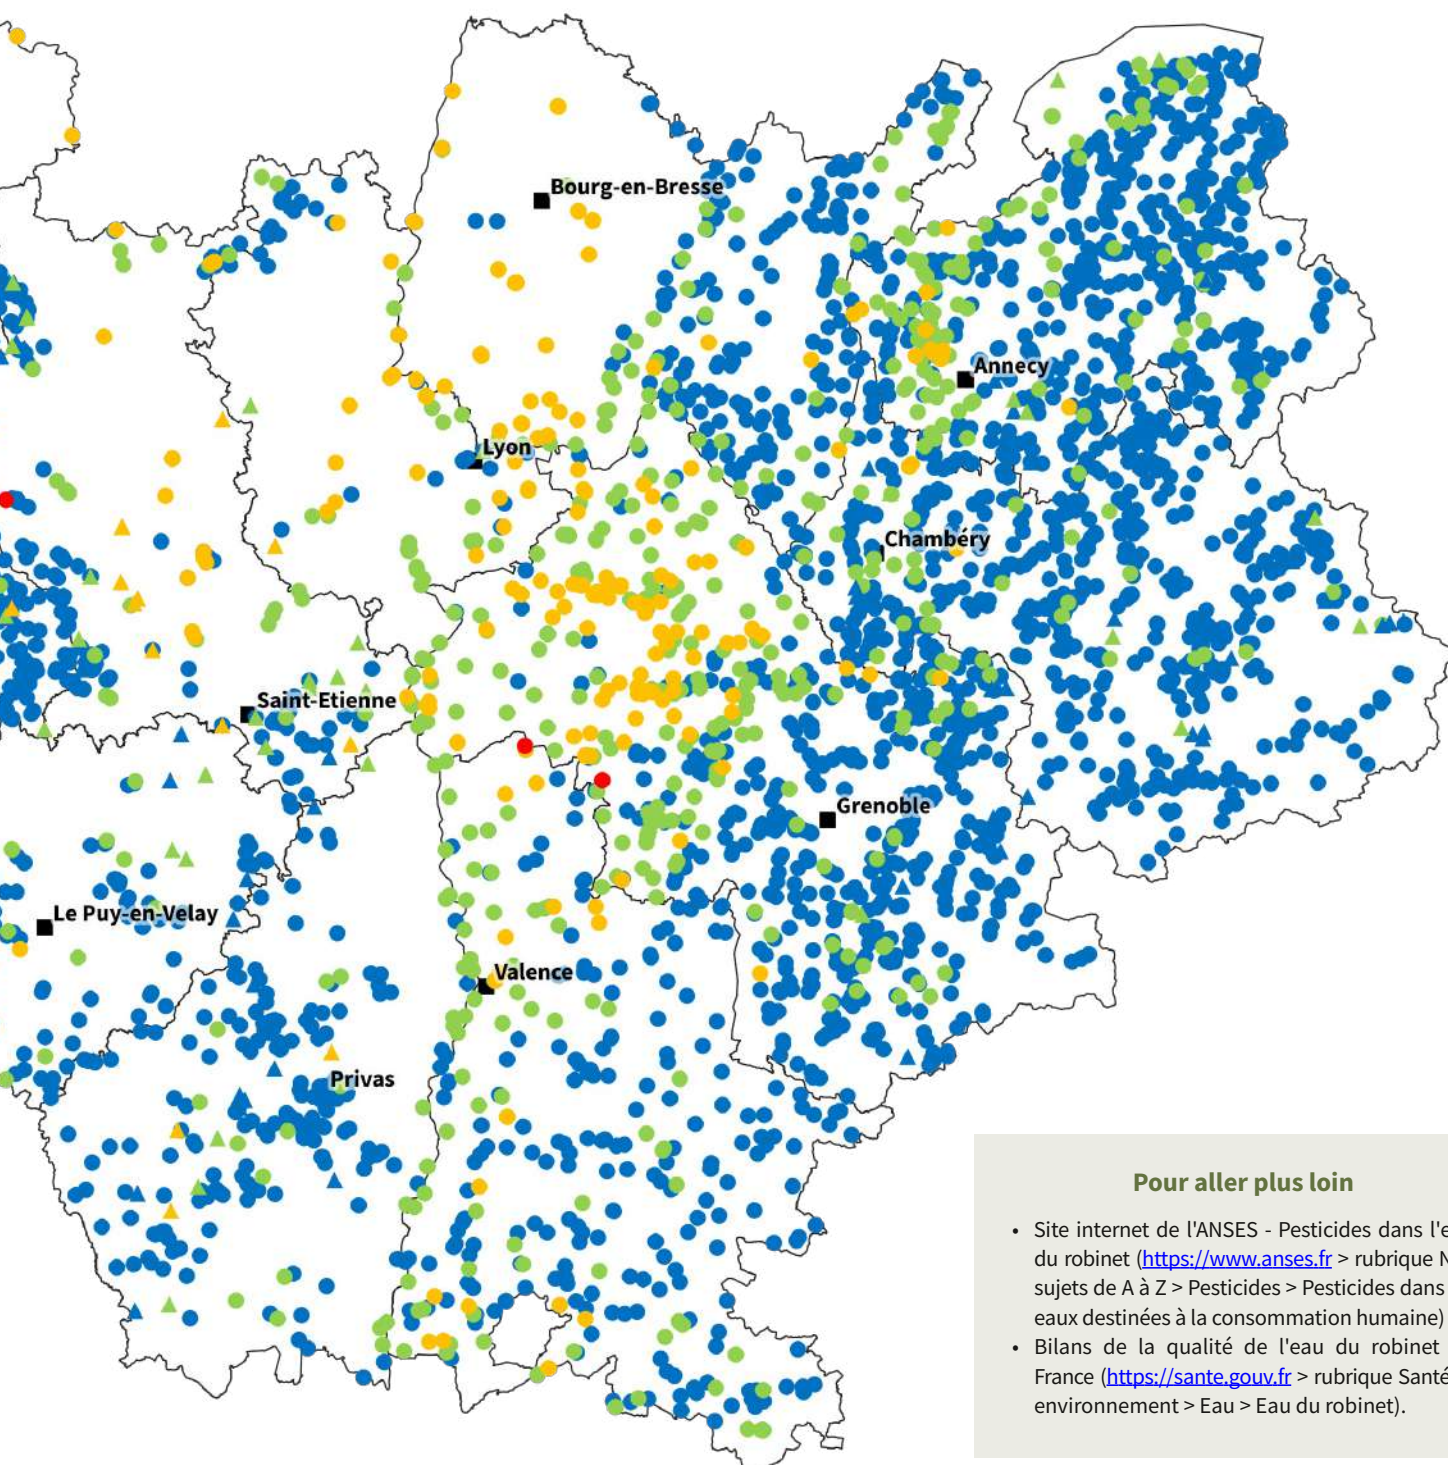 Bourg-en-Bresse
Annecy
Lyon
Chambéry
Saint-Etienne
Grenoble
Le Puy-en-Velay
Valence
Privas
Pour aller plus loin
• Site internet de l'ANSES - Pesticides dans l'e
du robinet (https://www.anses.fr > rubrique N
sujets de A à Z > Pesticides > Pesticides dans
eaux destinées à la consommation humaine)
• Bilans de la qualité de l'eau du robinet
France (https://sante.gouv.fr > rubrique Santé
environnement > Eau > Eau du robinet).